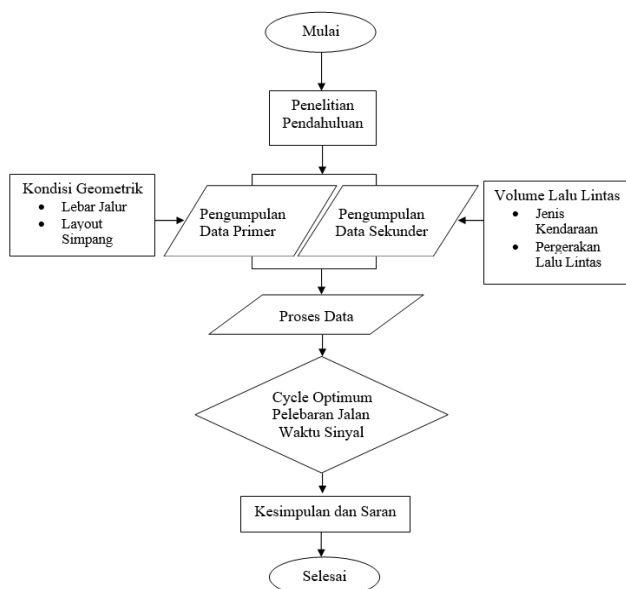 Mulai
Penelitian
Pendahuluan
Kondisi Geometrik
• Lebar Jalur
• Layout
Simpang
Pengumpulan
Data Primer
Pengumpulan
Data Sekunder
Volume Lalu Lintas
• Jenis
Kendaraan
• Pergerakan
Lalu Lintas
Proses Data
Cycle Optimum
Pelebaran Jalan
Waktu Sinyal
Kesimpulan dan Saran
Selesai